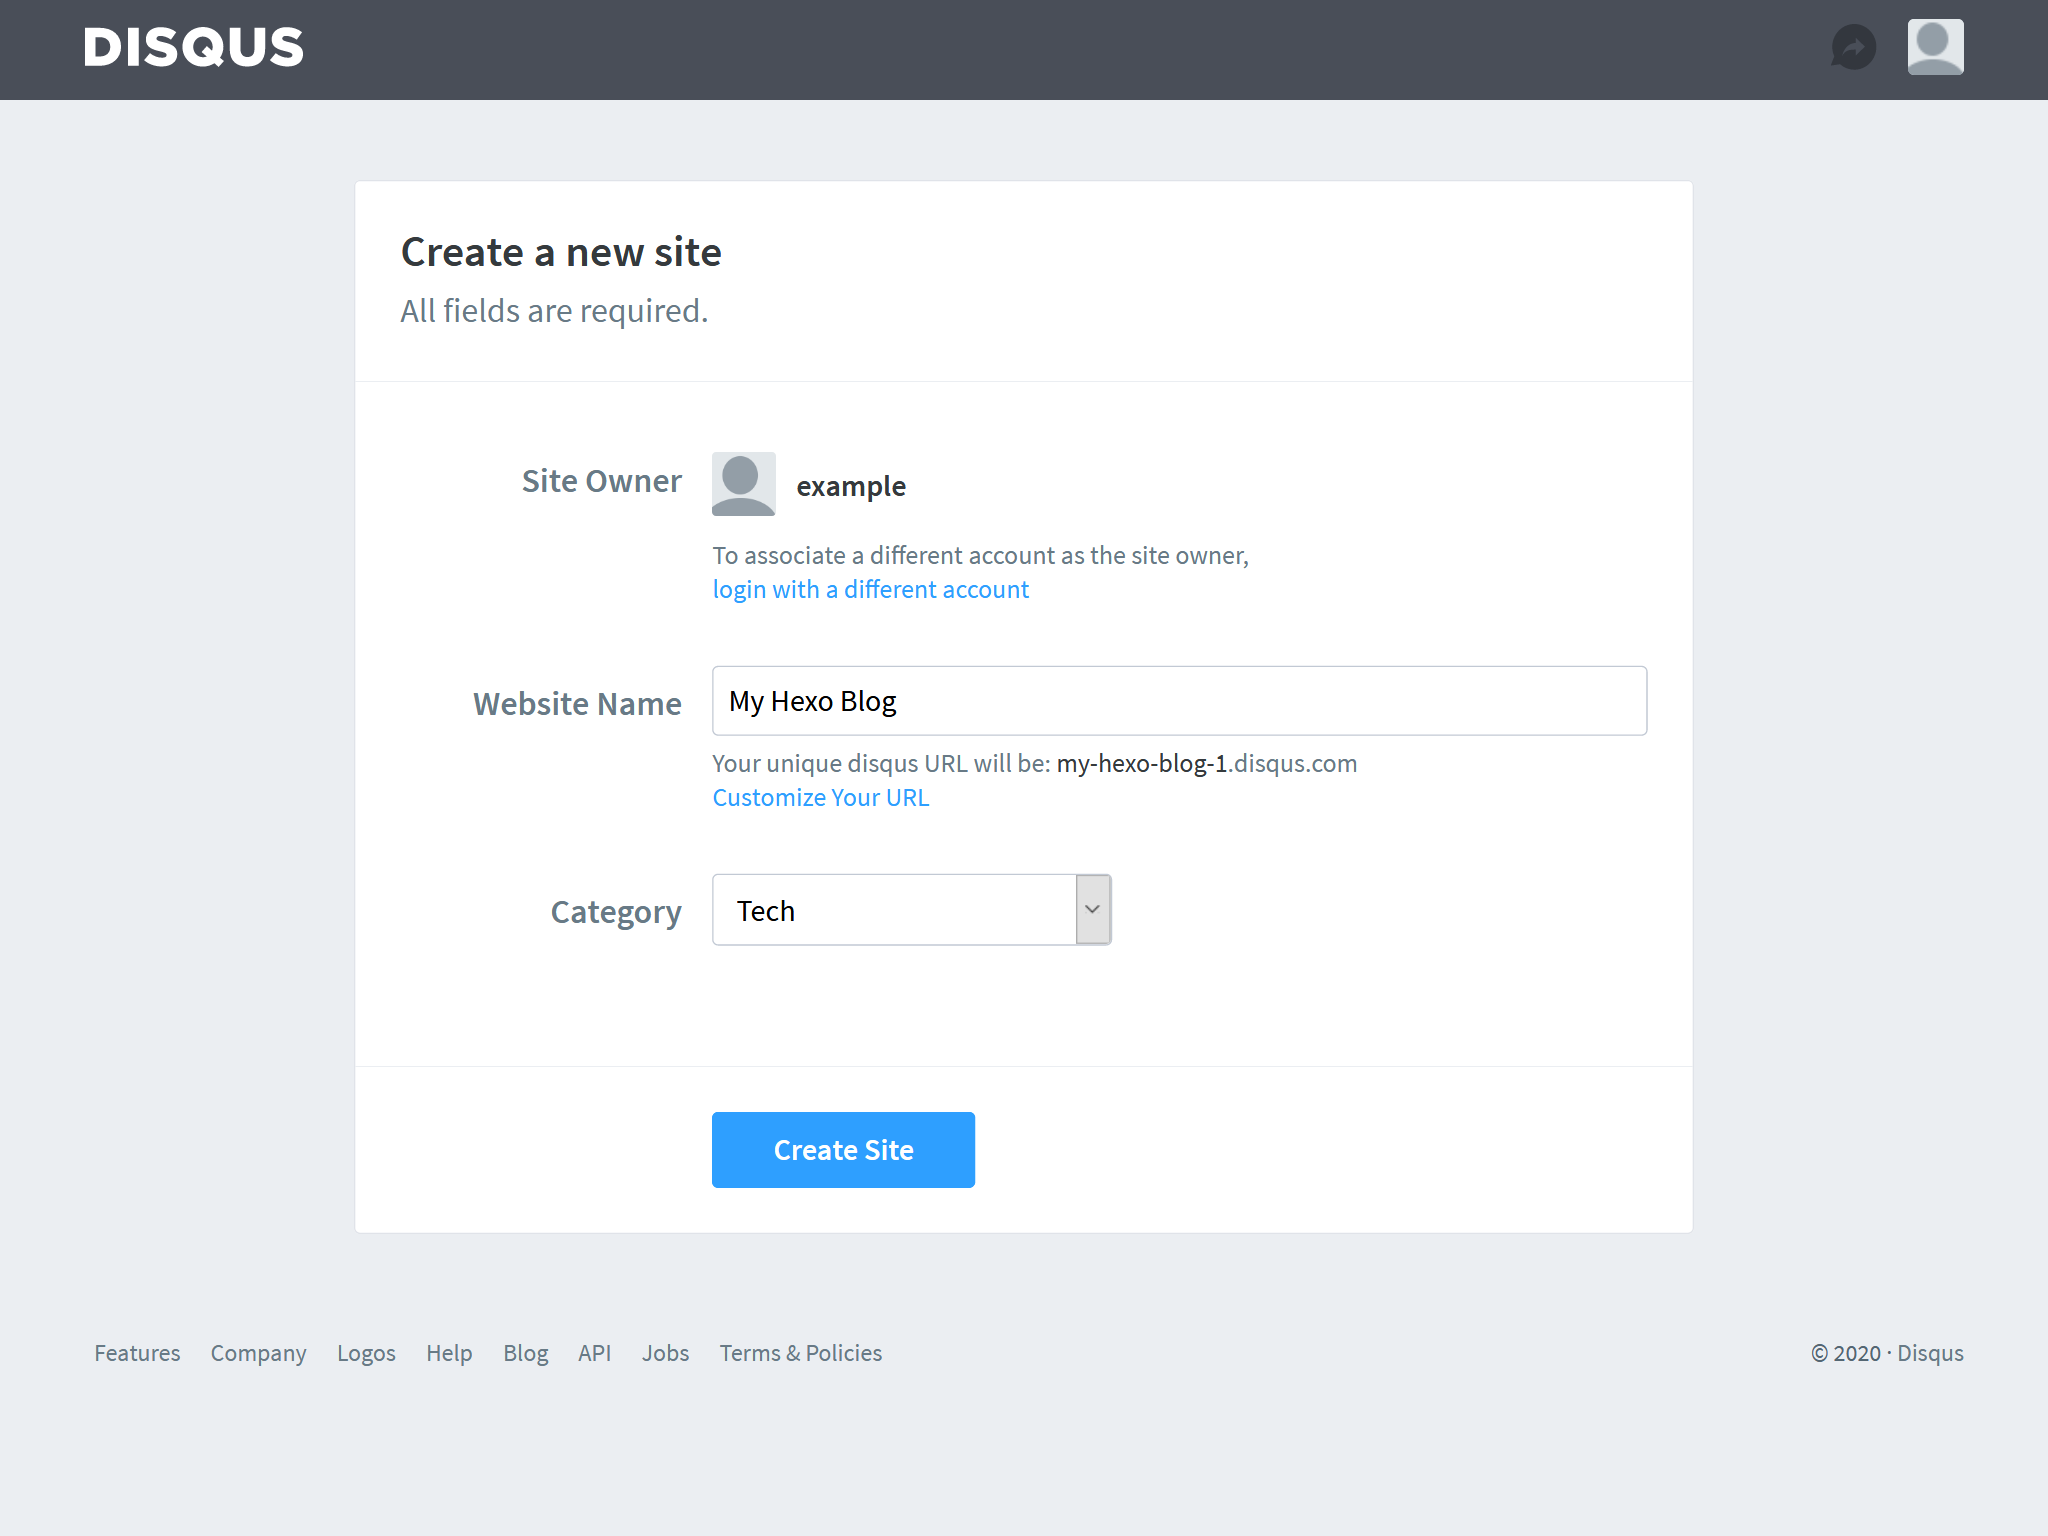 DISQUS
Create a new site
All fields are required.
Site Owner
example
To associate a different account as the site owner,
login with a different account
Website Name
My Hexo Blog
Your unique disqus URL will be: my-hexo-blog-1.disqus.com
Customize Your URL
Category
Tech
Create Site
Features Company Logos Help Blog API Jobs Terms & Policies © 2020 · Disqus